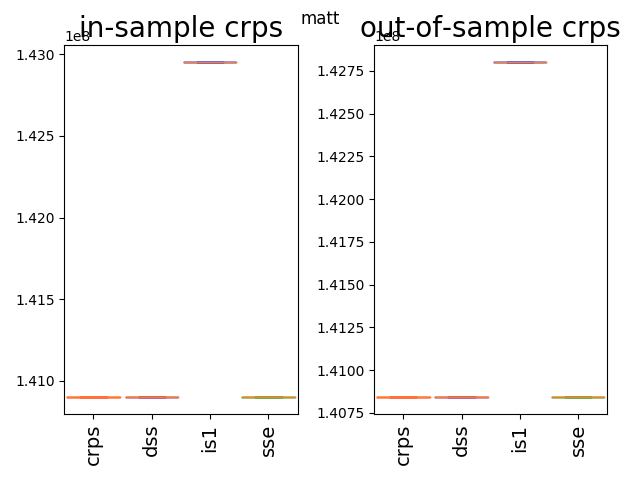 matt
in-sample crps
out-of-sample crps
1e8
1e8
1.430
1.425
1.420
1.415
1.410
1.4275
1.4250
1.4225
1.4200
1.4175
1.4150
1.4125
1.4100
1.4075
crps
dss
is1
sse
crps
dss
is1
sse